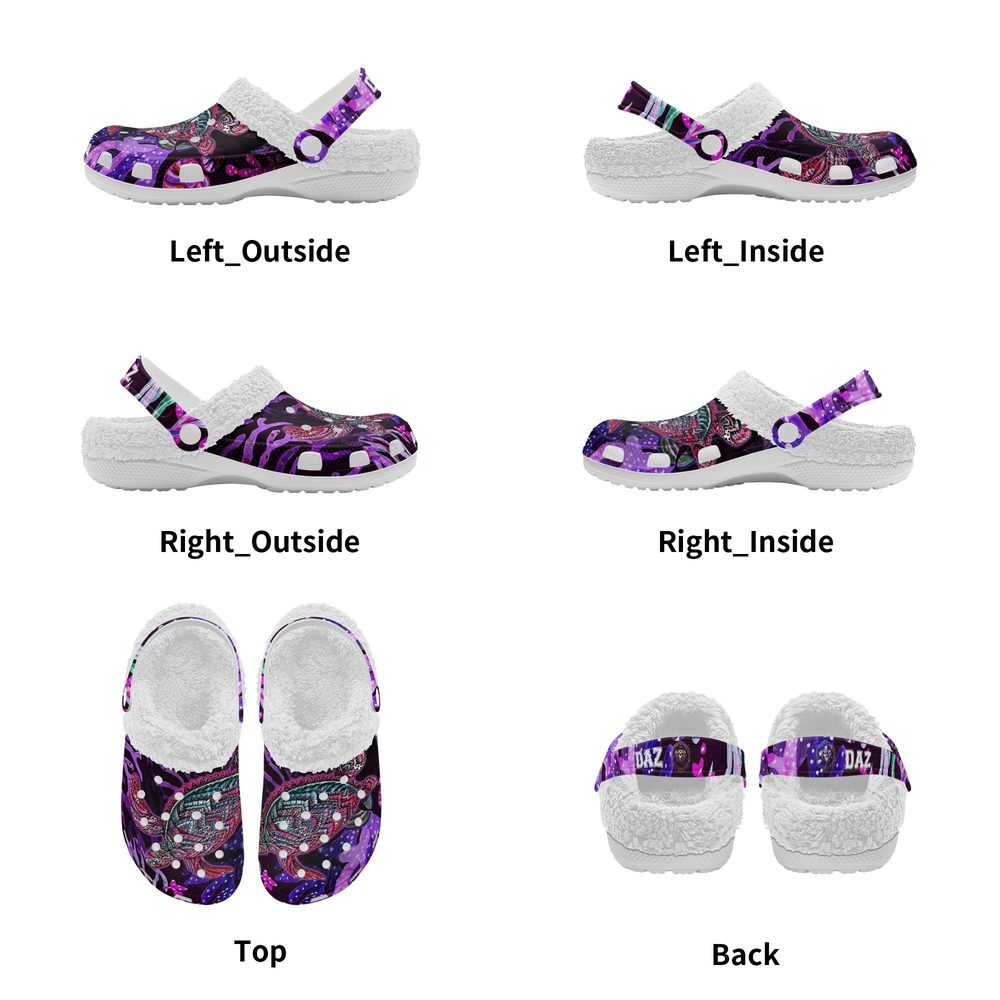 Left_Outside
Left_Inside
Right_Outside
Right_Inside
DAZ
DAZ
Top
Back